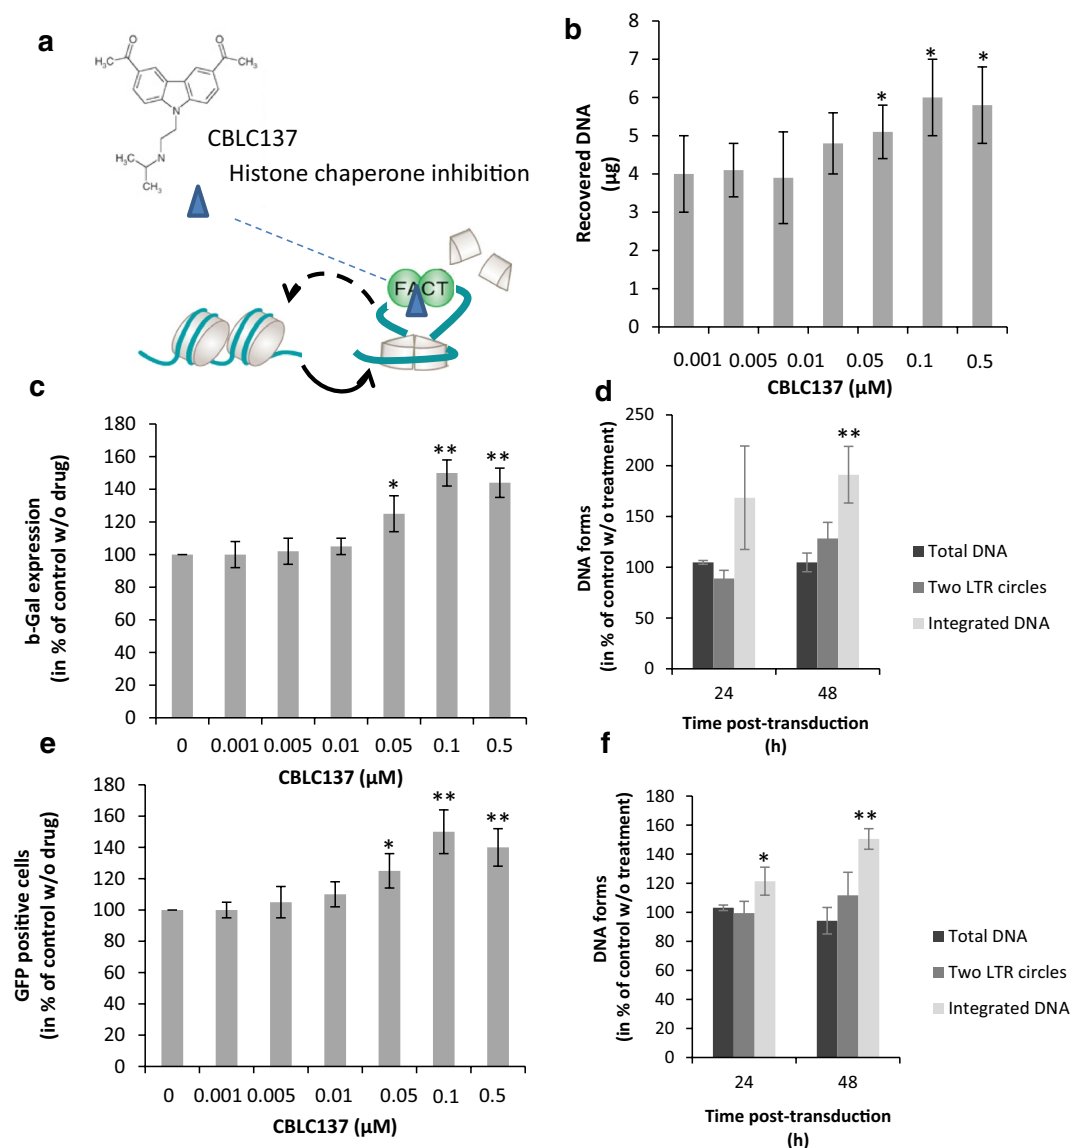 a
O
O
H₃C
CH₃
N
H₃C
N
CH₃
CBLC137
Histone chaperone inhibition
FACT
b
Recovered DNA
(µg)
8
7
6
5
4
3
2
1
0
*
*
*
0.001
0.005
0.01
0.05
0.1
0.5
CBLC137 (µM)
c
b-Gal expression
(in % of control w/o drug)
180
160
140
120
100
80
60
40
20
0
*
**
**
0
0.001
0.005
0.01
0.05
0.1
0.5
CBLC137 (µM)
d
DNA forms
(in % of control w/o treatment)
250
200
150
100
50
0
**
24
48
Time post-transduction
(h)
Total DNA
Two LTR circles
Integrated DNA
e
GFP positive cells
(in % of control w/o drug)
180
160
140
120
100
80
60
40
20
0
*
**
**
0
0.001
0.005
0.01
0.05
0.1
0.5
CBLC137 (µM)
f
DNA forms
(in % of control w/o treatment)
180
160
140
120
100
80
60
40
20
0
*
**
24
48
Time post-transduction
(h)
Total DNA
Two LTR circles
Integrated DNA